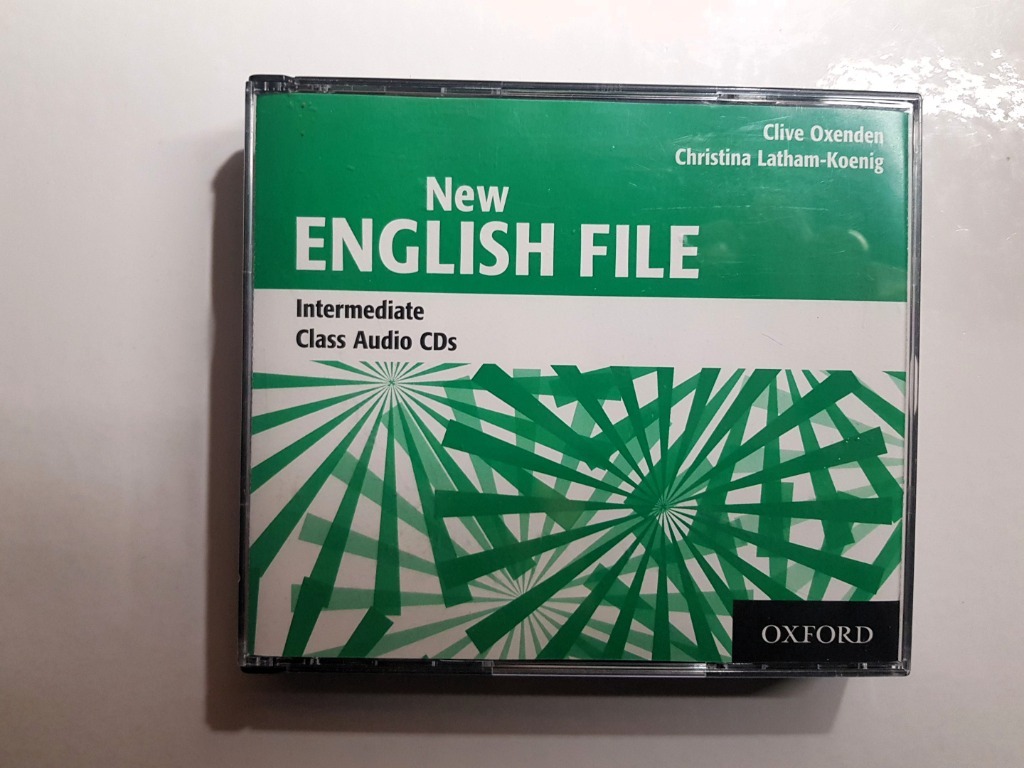 Clive Oxenden
Christina Latham-Koenig
New
ENGLISH FILE
Intermediate
Class Audio CDs
OXFORD